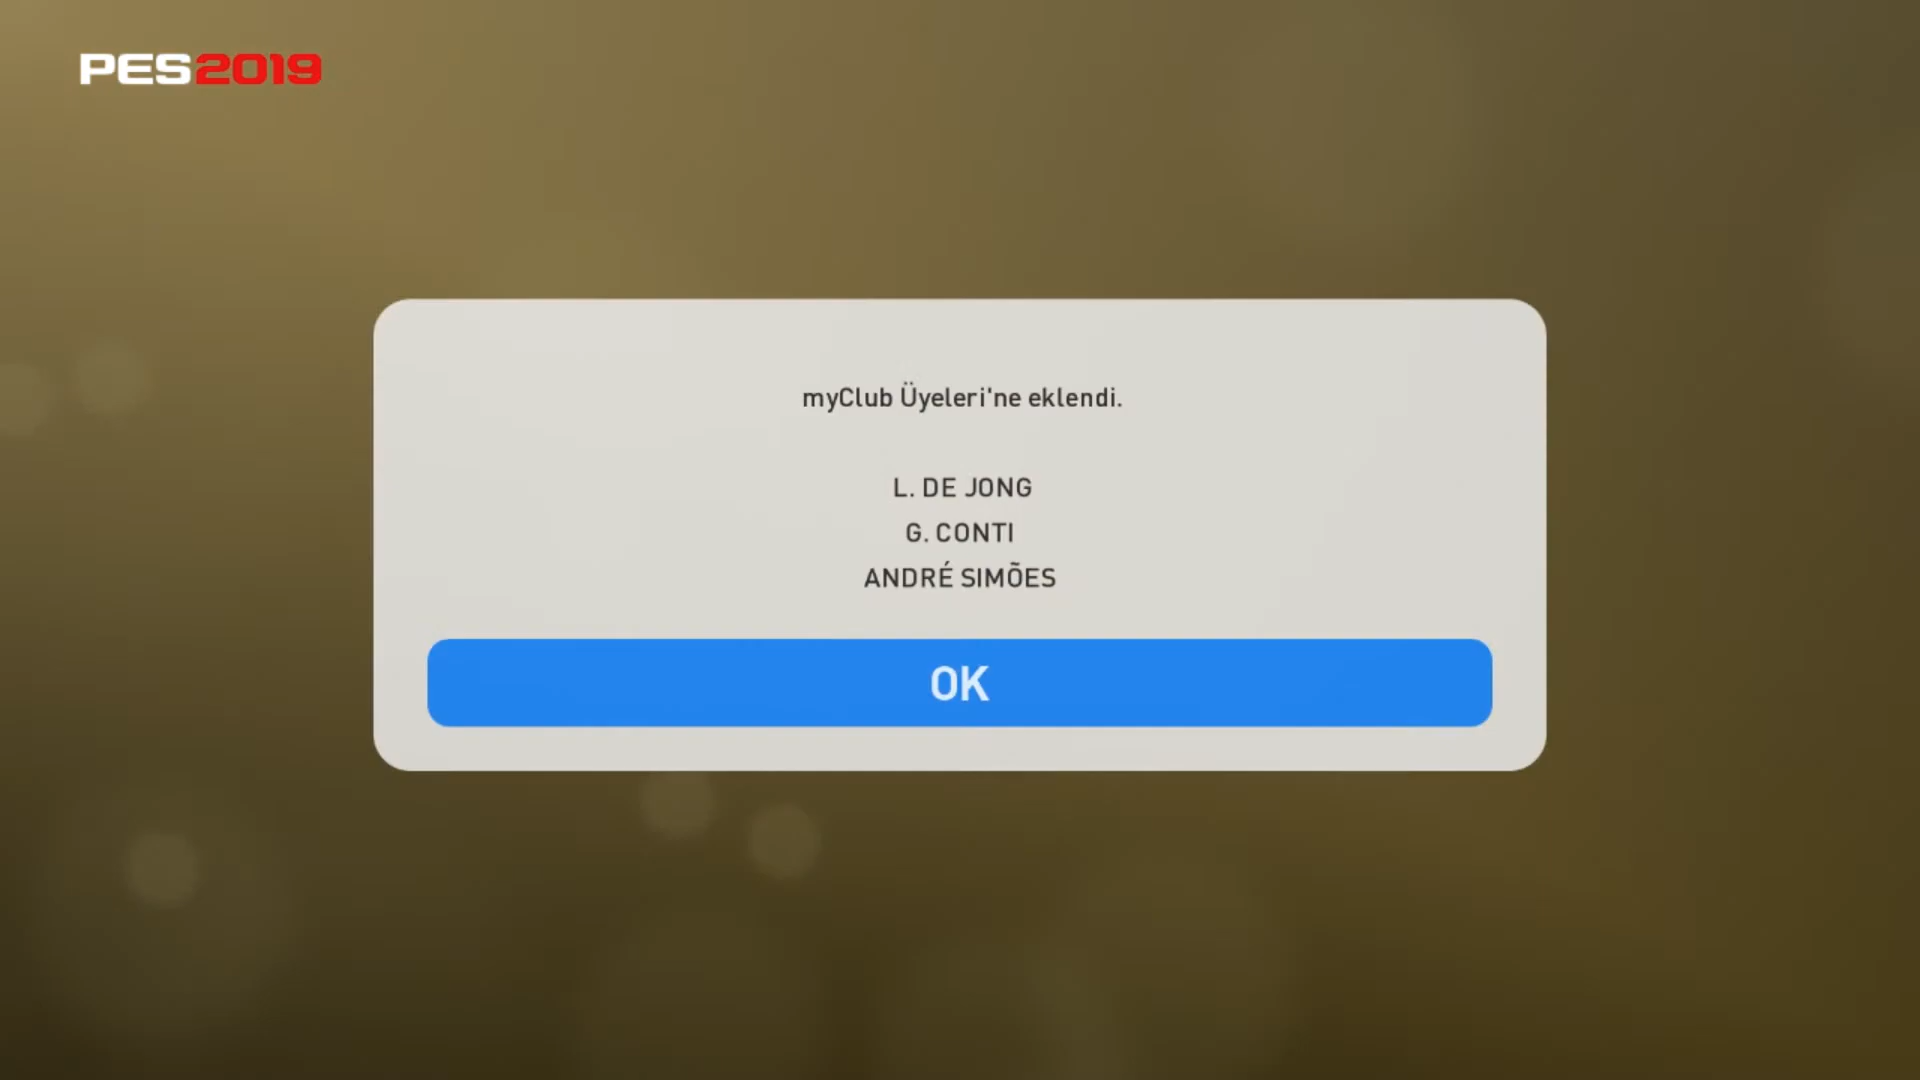 PES2019
myClub Üyeleri'ne eklendi.
L. DE JONG
G. CONTI
ANDRÉ SIMÕES
OK